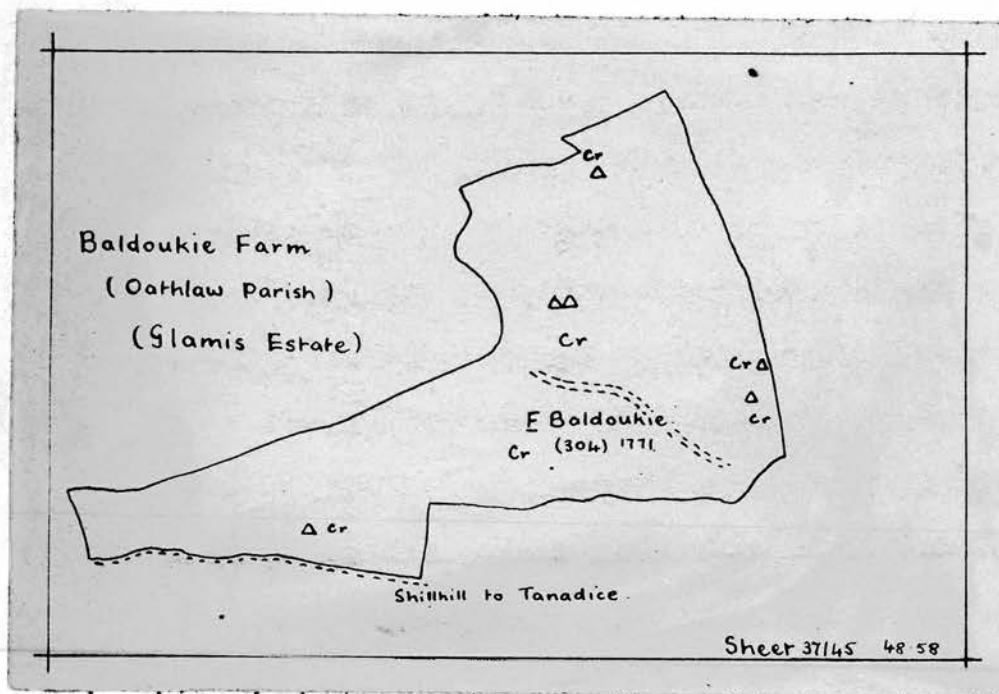 Cr
Baldoukie Farm
(Oathlaw Parish)
(Glamis Estate)
Cr
Cr
Cr
F Baldoukie
(304) 1771
Cr
Cr
Shillhill to Tanadice
Sheet 37/45 48.58